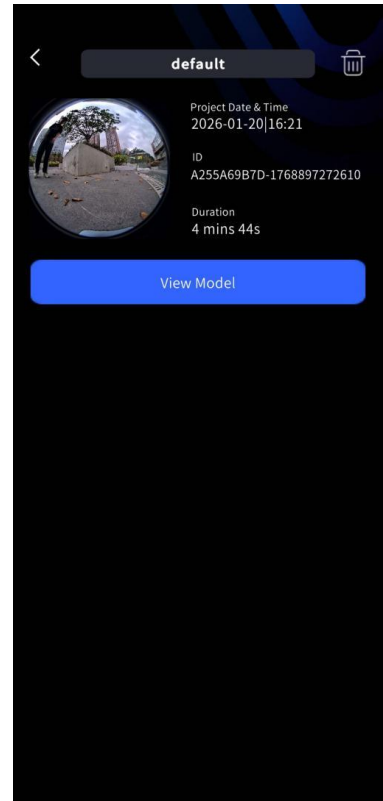 default
Project Date & Time
2026-01-20|16:21
ID
A255A69B7D-1768897272610
Duration
4 mins 44s
View Model